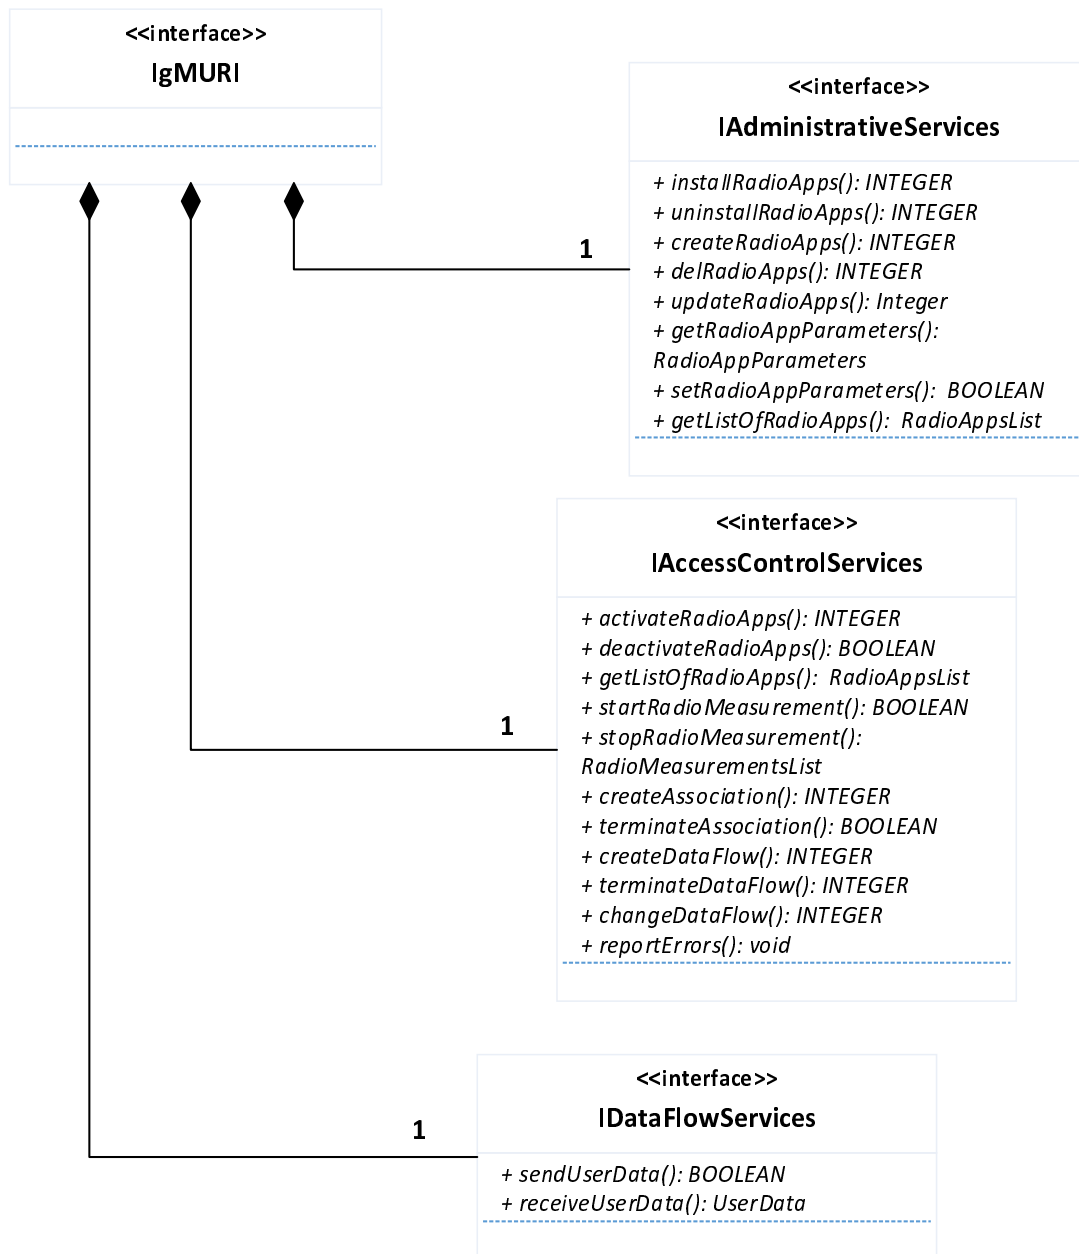 <<interface>>
IgMURI
<<interface>>
IAdministrativeServices
+ installRadioApps(): INTEGER
+ uninstallRadioApps(): INTEGER
+ createRadioApps(): INTEGER
+ delRadioApps(): INTEGER
+ updateRadioApps(): Integer
+ getRadioAppParameters():
RadioAppParameters
+ setRadioAppParameters(): BOOLEAN
+ getListOfRadioApps(): RadioAppsList
1
<<interface>>
IAccessControlServices
+ activateRadioApps(): INTEGER
+ deactivateRadioApps(): BOOLEAN
+ getListOfRadioApps(): RadioAppsList
+ startRadioMeasurement(): BOOLEAN
+ stopRadioMeasurement():
RadioMeasurementsList
+ createAssociation(): INTEGER
+ terminateAssociation(): BOOLEAN
+ createDataFlow(): INTEGER
+ terminateDataFlow(): INTEGER
+ changeDataFlow(): INTEGER
+ reportErrors(): void
1
<<interface>>
IDataFlowServices
+ sendUserData(): BOOLEAN
+ receiveUserData(): UserData
1